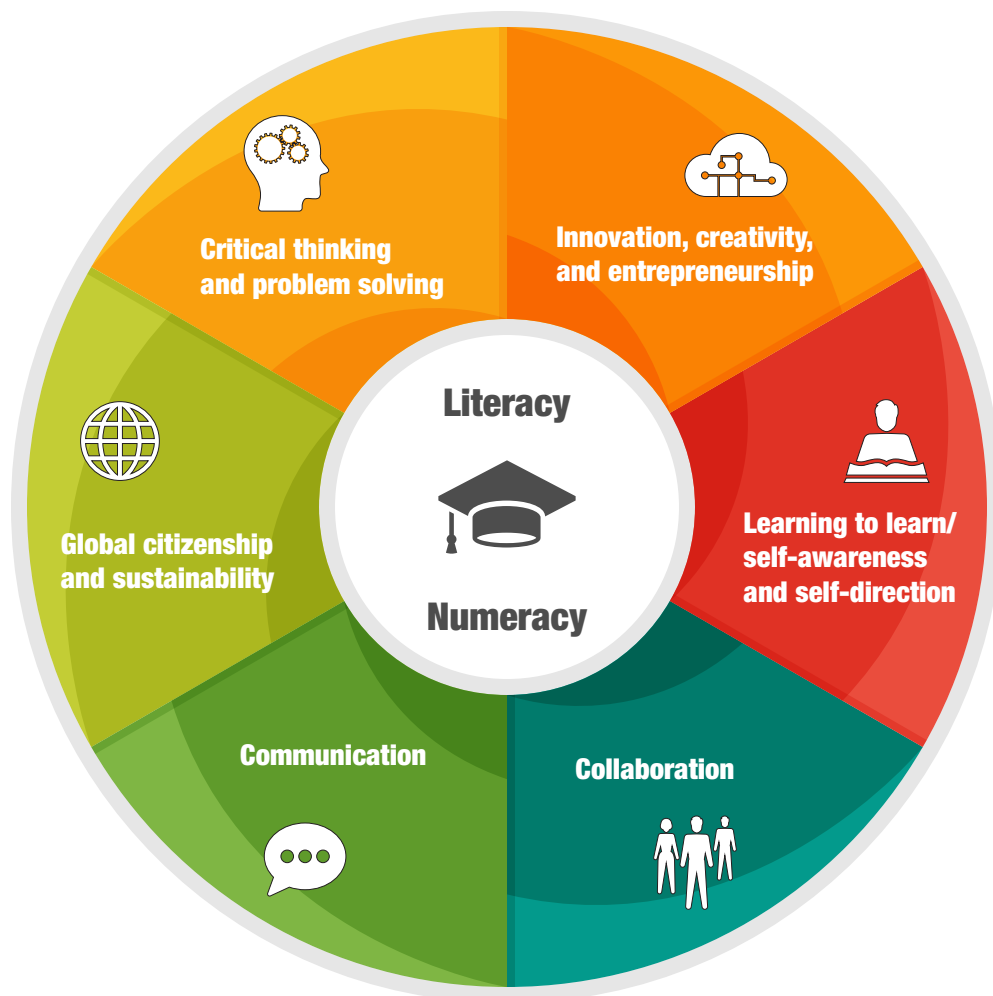 Critical thinking
and problem solving
Innovation, creativity,
and entrepreneurship
Learning to learn/
self-awareness
and self-direction
Collaboration
Communication
Global citizenship
and sustainability
Literacy
Numeracy